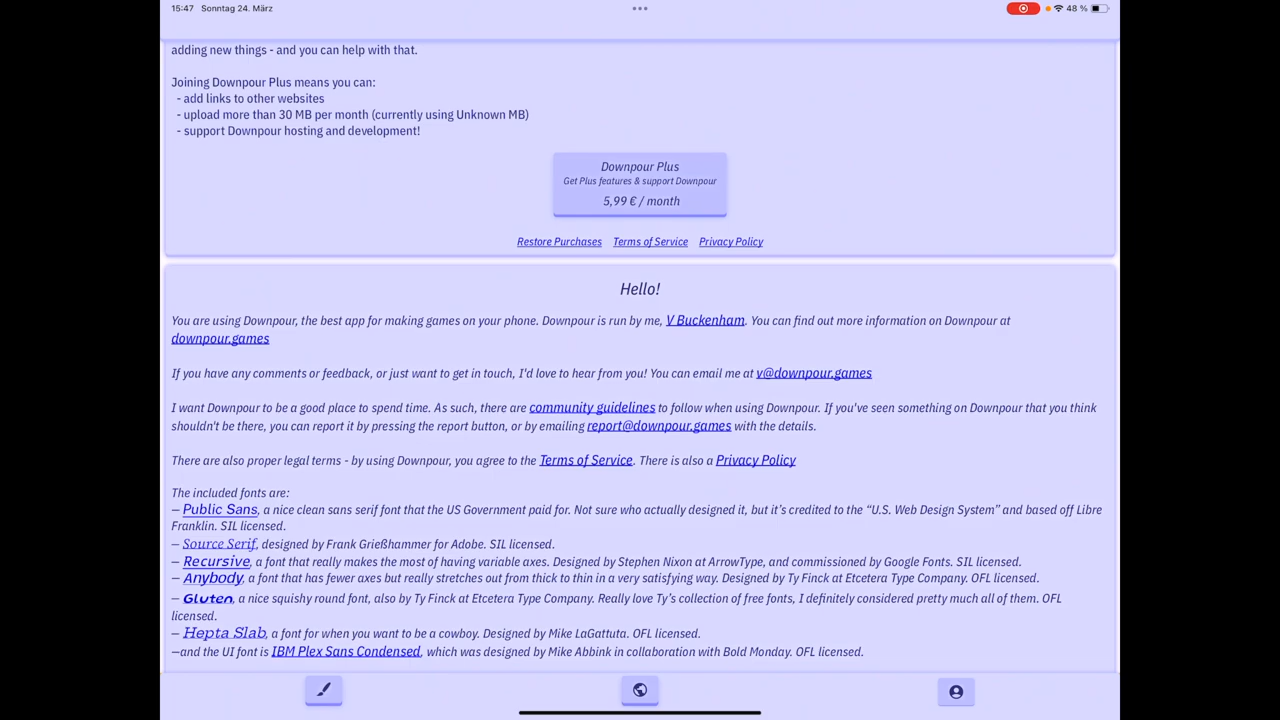 15:47 Sonntag 24. März
48 %
adding new things - and you can help with that.
Joining Downpour Plus means you can:
- add links to other websites
- upload more than 30 MB per month (currently using Unknown MB)
- support Downpour hosting and development!
Downpour Plus
Get Plus features & support Downpour
5,99 € / month
Restore Purchases Terms of Service Privacy Policy
Hello!
You are using Downpour, the best app for making games on your phone. Downpour is run by me, V Buckenham. You can find out more information on Downpour at
downpour.games
If you have any comments or feedback, or just want to get in touch, I'd love to hear from you! You can email me at v@downpour.games
I want Downpour to be a good place to spend time. As such, there are community guidelines to follow when using Downpour. If you've seen something on Downpour that you think
shouldn't be there, you can report it by pressing the report button, or by emailing report@downpour.games with the details.
There are also proper legal terms - by using Downpour, you agree to the Terms of Service. There is also a Privacy Policy
The included fonts are:
— Public Sans, a nice clean sans serif font that the US Government paid for. Not sure who actually designed it, but it’s credited to the “U.S. Web Design System” and based off Libre
Franklin. SIL licensed.
— Source Serif, designed by Frank Grießhammer for Adobe. SIL licensed.
— Recursive, a font that really makes the most of having variable axes. Designed by Stephen Nixon at ArrowType, and commissioned by Google Fonts. SIL licensed.
— Anybody, a font that has fewer axes but really stretches out from thick to thin in a very satisfying way. Designed by Ty Finck at Etcetera Type Company. OFL licensed.
— Gluten, a nice squishy round font, also by Ty Finck at Etcetera Type Company. Really love Ty’s collection of free fonts, I definitely considered pretty much all of them. OFL
licensed.
— Hepta Slab, a font for when you want to be a cowboy. Designed by Mike LaGattuta. OFL licensed.
—and the UI font is IBM Plex Sans Condensed, which was designed by Mike Abbink in collaboration with Bold Monday. OFL licensed.